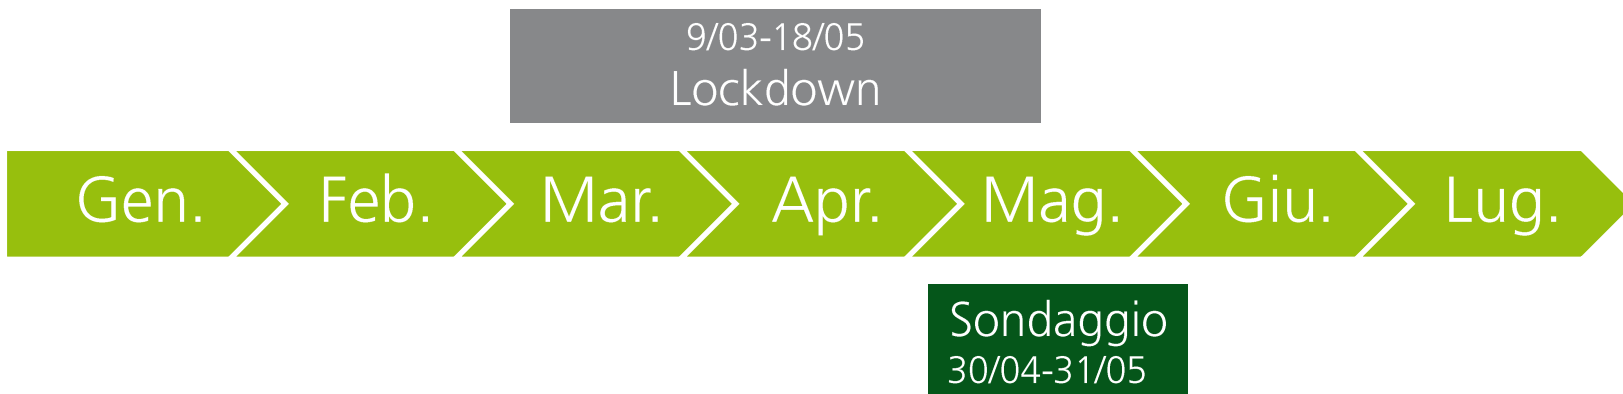 9/03-18/05
Lockdown
Gen. Feb. Mar. Apr. Mag. Giu. Lug.
Sondaggio
30/04-31/05